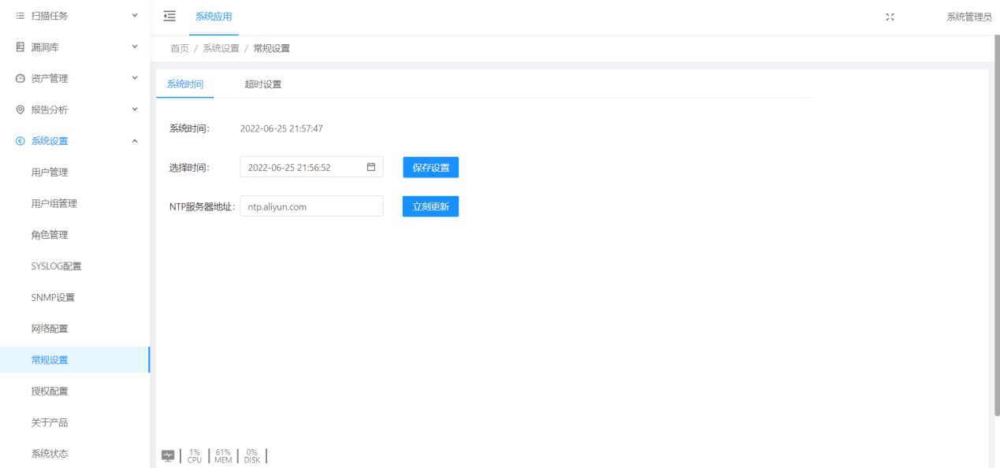 扫描任务
漏洞库
资产管理
报告分析
系统设置
用户管理
用户组管理
角色管理
SYSLOG配置
SNMP设置
网络配置
常规设置
授权配置
关于产品
系统状态
系统应用
系统管理员
首页 / 系统设置 / 常规设置
系统时间 超时设置
系统时间: 2022-06-25 21:57:47
选择时间: 2022-06-25 21:56:52 保存设置
NTP服务器地址: ntp.aliyun.com 立刻更新
1% 61% 0%
CPU MEM DISK